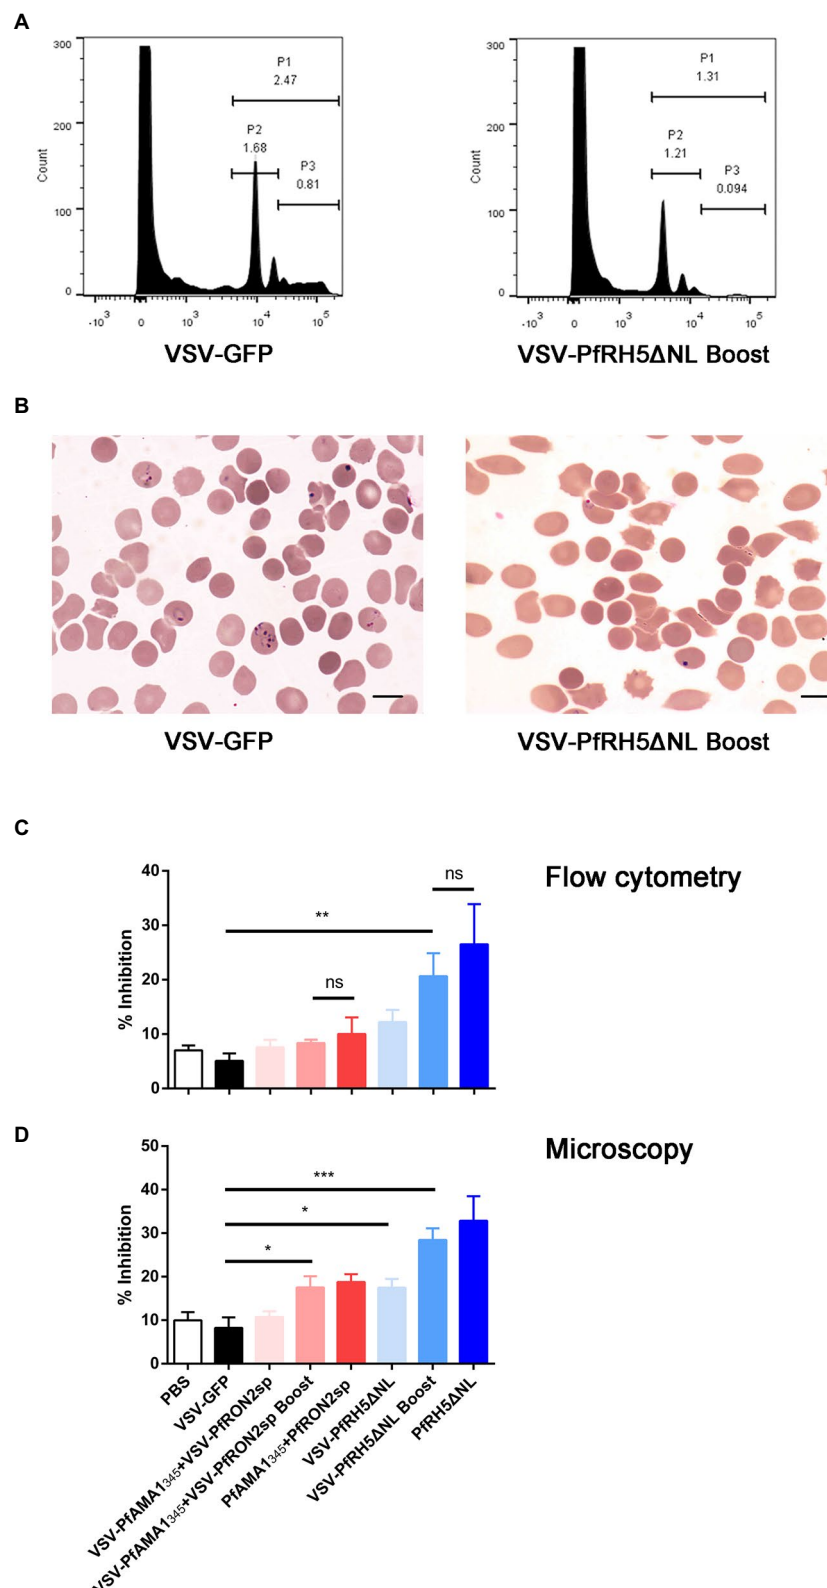 A
300
200
100
0
Count
P1
2.47
P2
1.68
P3
0.81
-10³
0
10³
10⁴
10⁵
VSV-GFP
300
200
100
0
Count
P1
1.31
P2
1.21
P3
0.094
-10³
0
10³
10⁴
10⁵
VSV-PfRH5ΔNL Boost
B
VSV-GFP
VSV-PfRH5ΔNL Boost
C
Flow cytometry
40
30
20
10
0
% Inhibition
**
ns
ns
D
Microscopy
50
40
30
20
10
0
% Inhibition
***
*
*
PBS
VSV-GFP
VSV-PfAMA1₃₄₅+VSV-PfRON2sp
VSV-PfAMA1₃₄₅+VSV-PfRON2sp Boost
PfAMA1₃₄₅+PfRON2sp
VSV-PfRH5ΔNL
VSV-PfRH5ΔNL Boost
PfRH5ΔNL